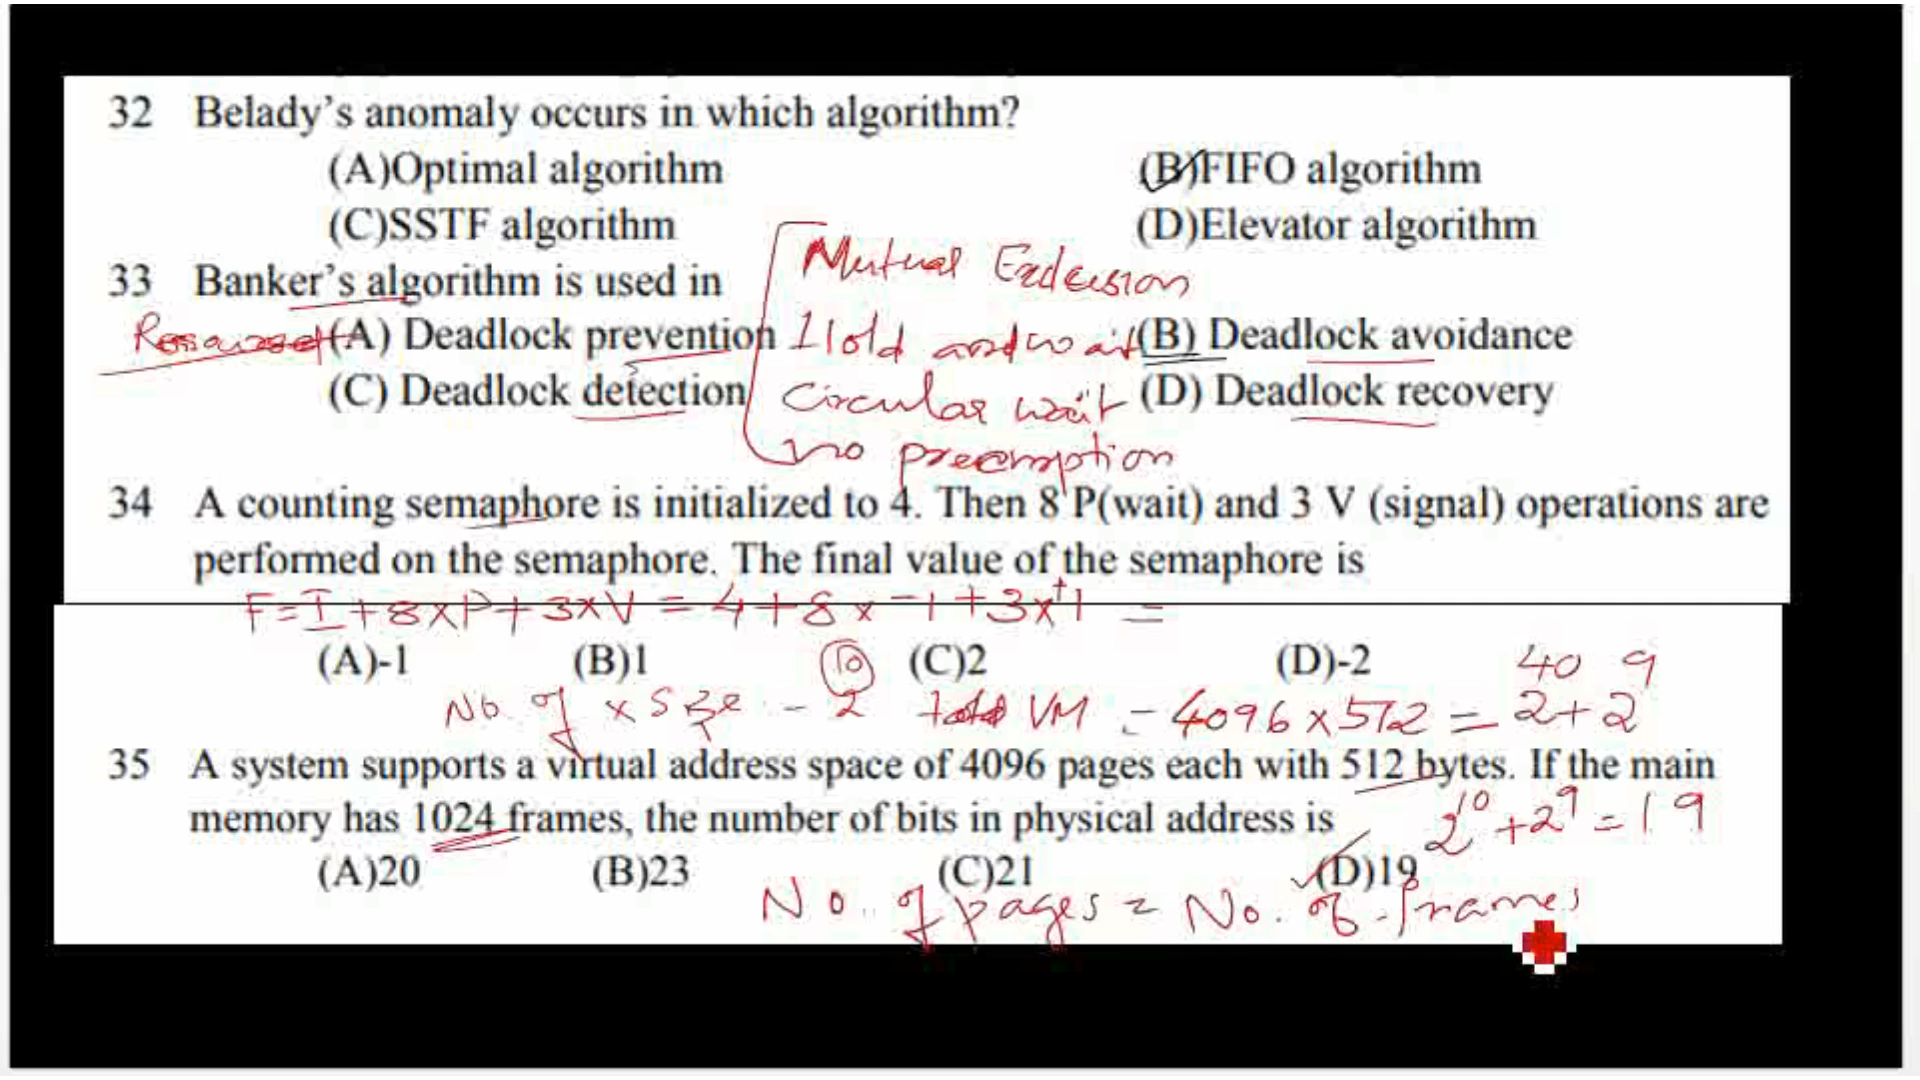 32 Belady's anomaly occurs in which algorithm?
(A)Optimal algorithm (B)FIFO algorithm
(C)SSTF algorithm (D)Elevator algorithm
Mutual Exclusion
33 Banker's algorithm is used in
(A) Deadlock prevention Hold and wait (B) Deadlock avoidance
(C) Deadlock detection Circular wait (D) Deadlock recovery
no preemption
34 A counting semaphore is initialized to 4. Then 8 P(wait) and 3 V (signal) operations are
performed on the semaphore. The final value of the semaphore is
F=I+8xP+3xV = 4+8x-1+3x+1 =
(A)-1 (B)1 (C)2 (D)-2
No. of x size - 2^10 total VM = 4096x512 = 2+2
35 A system supports a virtual address space of 4096 pages each with 512 bytes. If the main
memory has 1024 frames, the number of bits in physical address is
2^10 +2^9 = 19
(A)20 (B)23 (C)21 (D)19
No. of pages = No. of frames